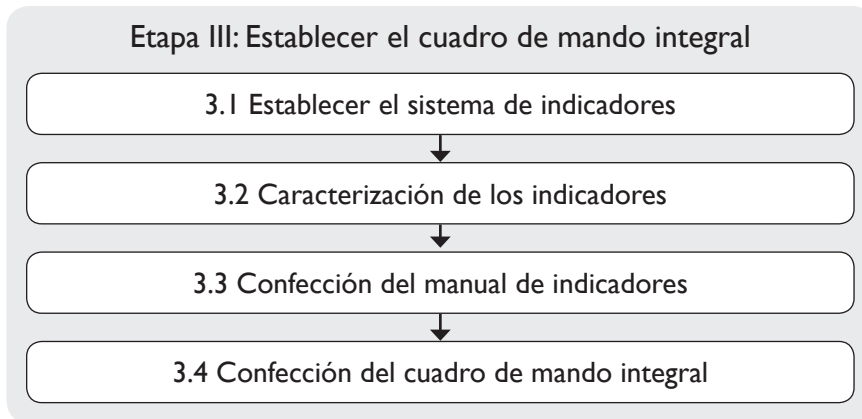 Etapa III: Establecer el cuadro de mando integral
3.1 Establecer el sistema de indicadores
3.2 Caracterización de los indicadores
3.3 Confección del manual de indicadores
3.4 Confección del cuadro de mando integral